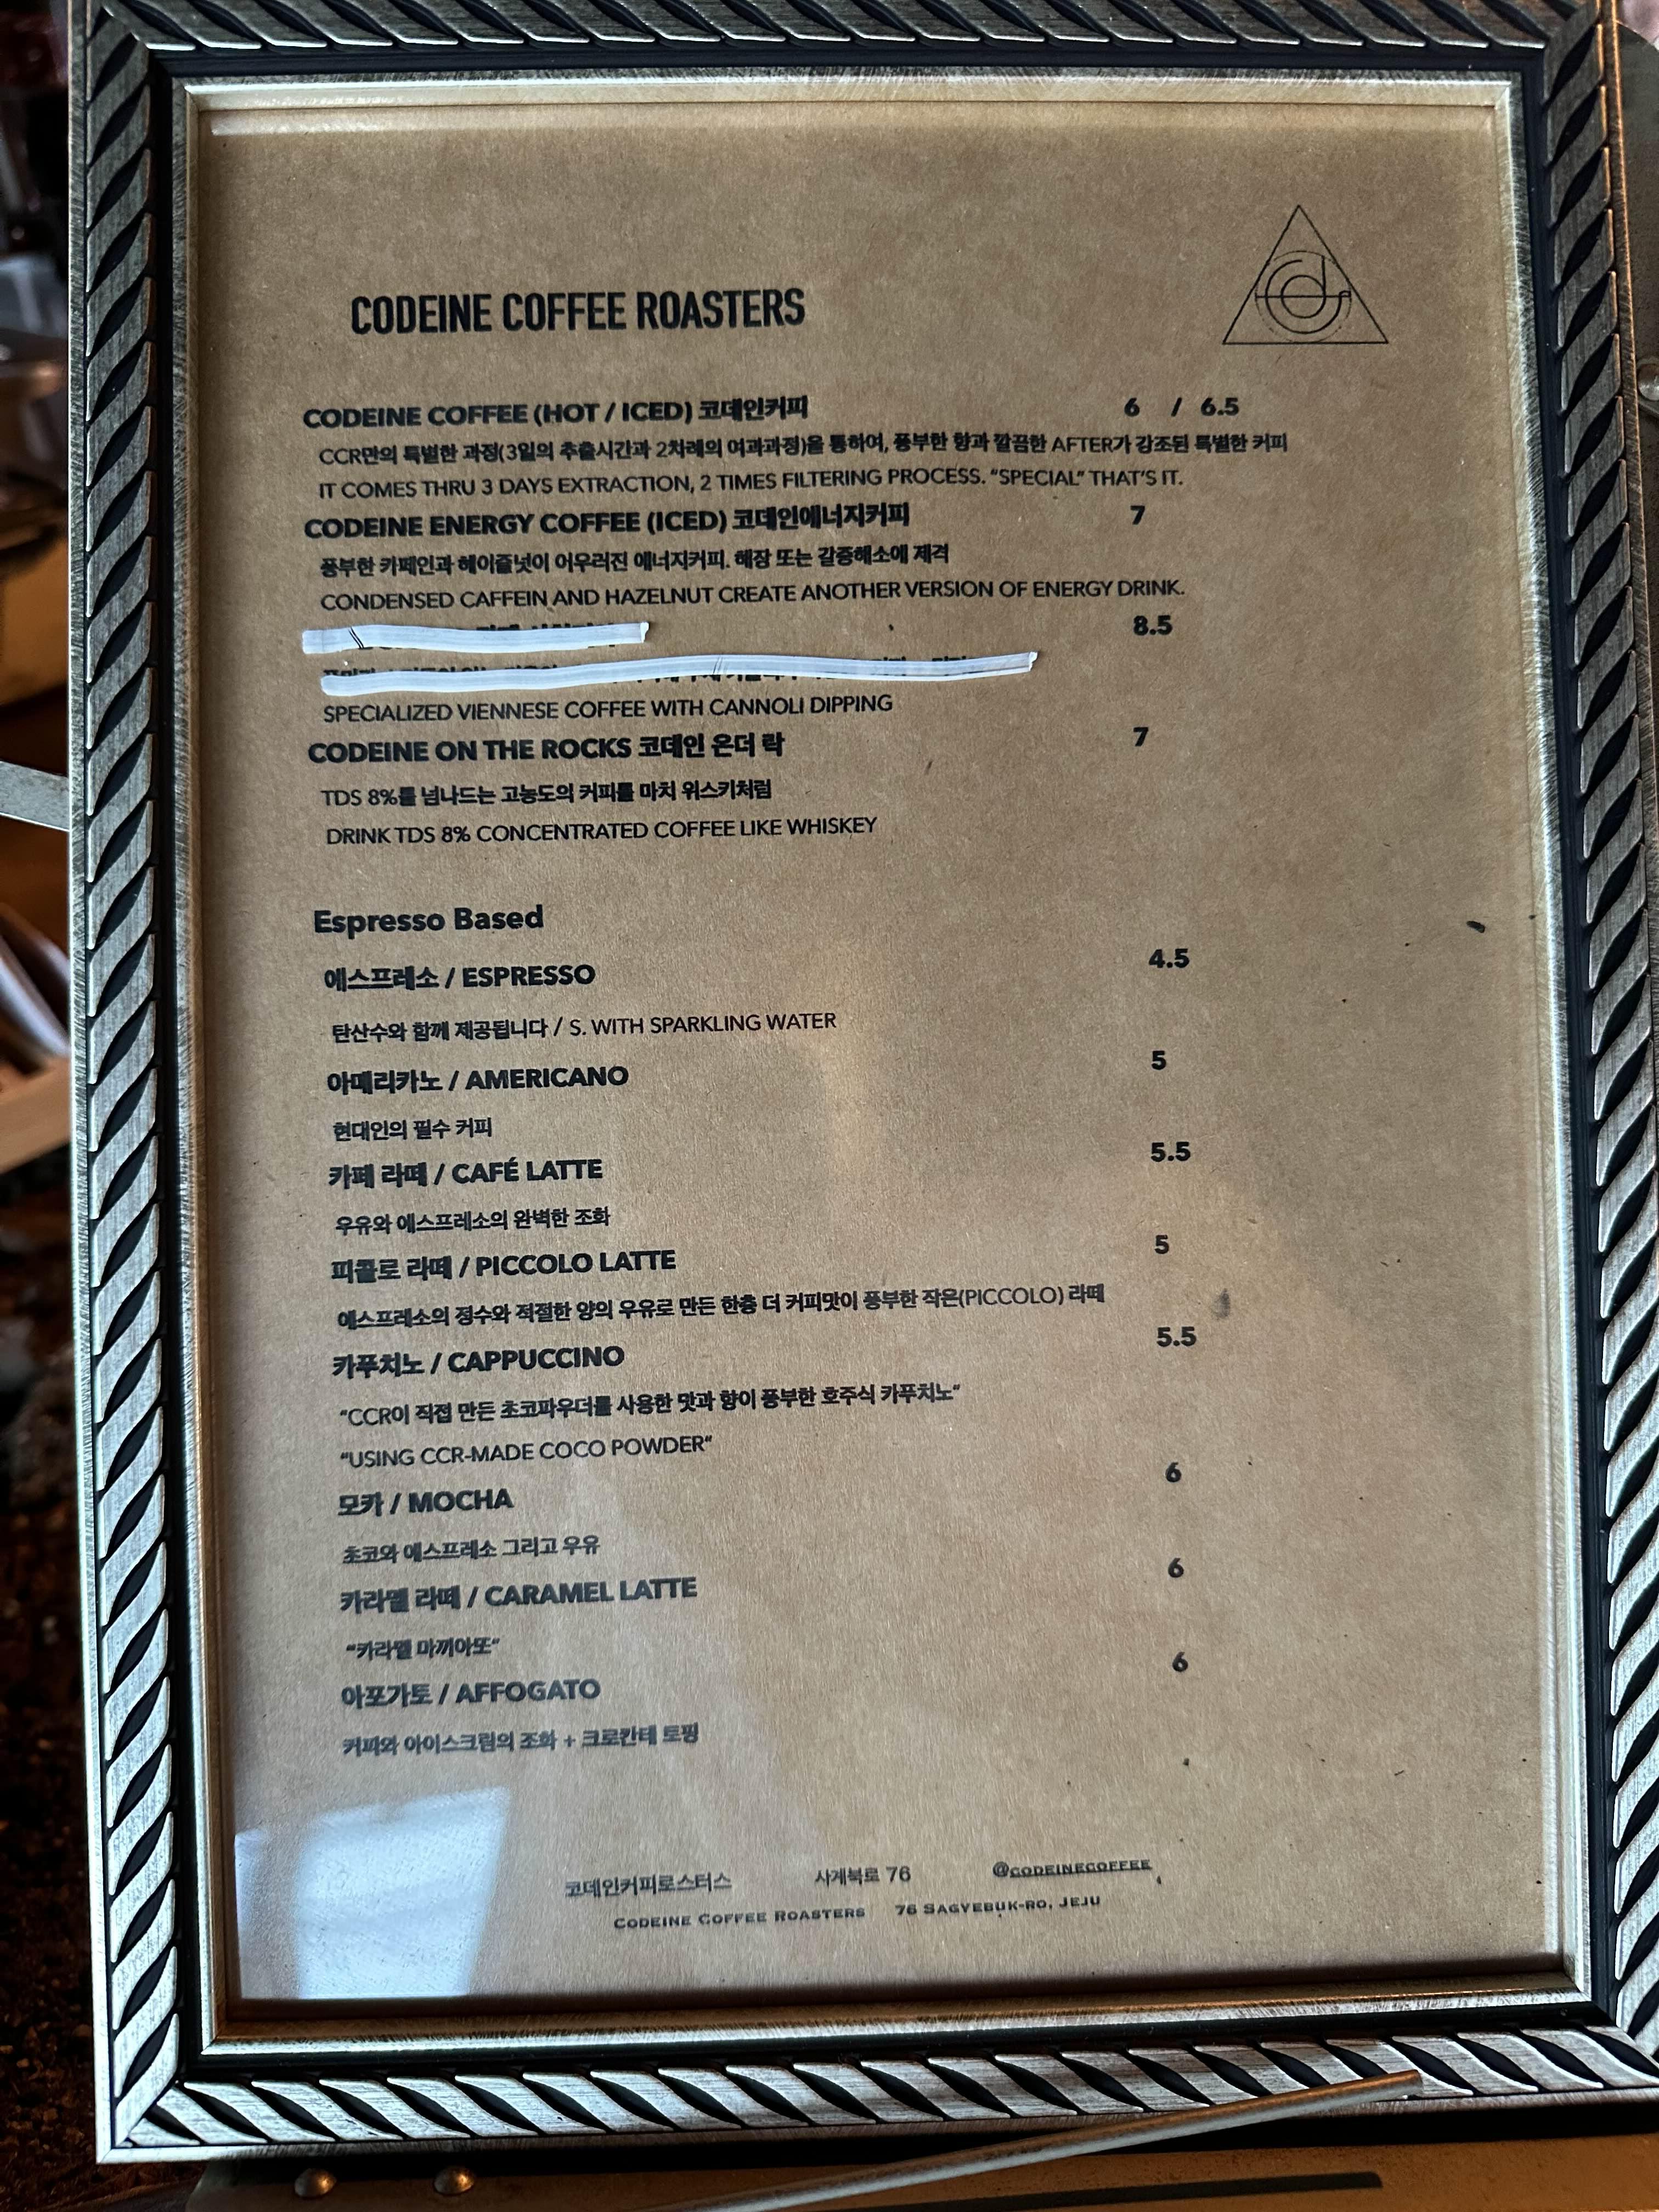 CODEINE COFFEE ROASTERS
CODEINE COFFEE (HOT / ICED) 코데인커피 6 / 6.5
CCR만의 특별한 과정(3일의 추출시간과 2차례의 여과과정)을 통하여, 풍부한 향과 깔끔한 AFTER가 강조된 특별한 커피
IT COMES THRU 3 DAYS EXTRACTION, 2 TIMES FILTERING PROCESS. "SPECIAL" THAT'S IT.
CODEINE ENERGY COFFEE (ICED) 코데인에너지커피 7
풍부한 카페인과 헤이즐넛이 어우러진 에너지커피. 해장 또는 갈증해소에 제격
CONDENSED CAFFEIN AND HAZELNUT CREATE ANOTHER VERSION OF ENERGY DRINK.
8.5
SPECIALIZED VIENNESE COFFEE WITH CANNOLI DIPPING
CODEINE ON THE ROCKS 코데인 온더 락 7
TDS 8%를 넘나드는 고농도의 커피를 마치 위스키처럼
DRINK TDS 8% CONCENTRATED COFFEE LIKE WHISKEY
Espresso Based
에스프레소 / ESPRESSO 4.5
탄산수와 함께 제공됩니다 / S. WITH SPARKLING WATER
아메리카노 / AMERICANO 5
현대인의 필수 커피
카페 라떼 / CAFÉ LATTE 5.5
우유와 에스프레소의 완벽한 조화
피콜로 라떼 / PICCOLO LATTE 5
에스프레소의 정수와 적절한 양의 우유로 만든 한층 더 커피맛이 풍부한 작은(PICCOLO) 라떼
카푸치노 / CAPPUCCINO 5.5
"CCR이 직접 만든 초코파우더를 사용한 맛과 향이 풍부한 호주식 카푸치노"
"USING CCR-MADE COCO POWDER"
모카 / MOCHA 6
초코와 에스프레소 그리고 우유
카라멜 라떼 / CARAMEL LATTE 6
"카라멜 마끼아또"
아포가토 / AFFOGATO 6
커피와 아이스크림의 조화 + 크로칸테 토핑
코데인커피로스터스 사계북로 76 @CODEINECOFFEE
CODEINE COFFEE ROASTERS 76 SAGYEBUK-RO, JEJU